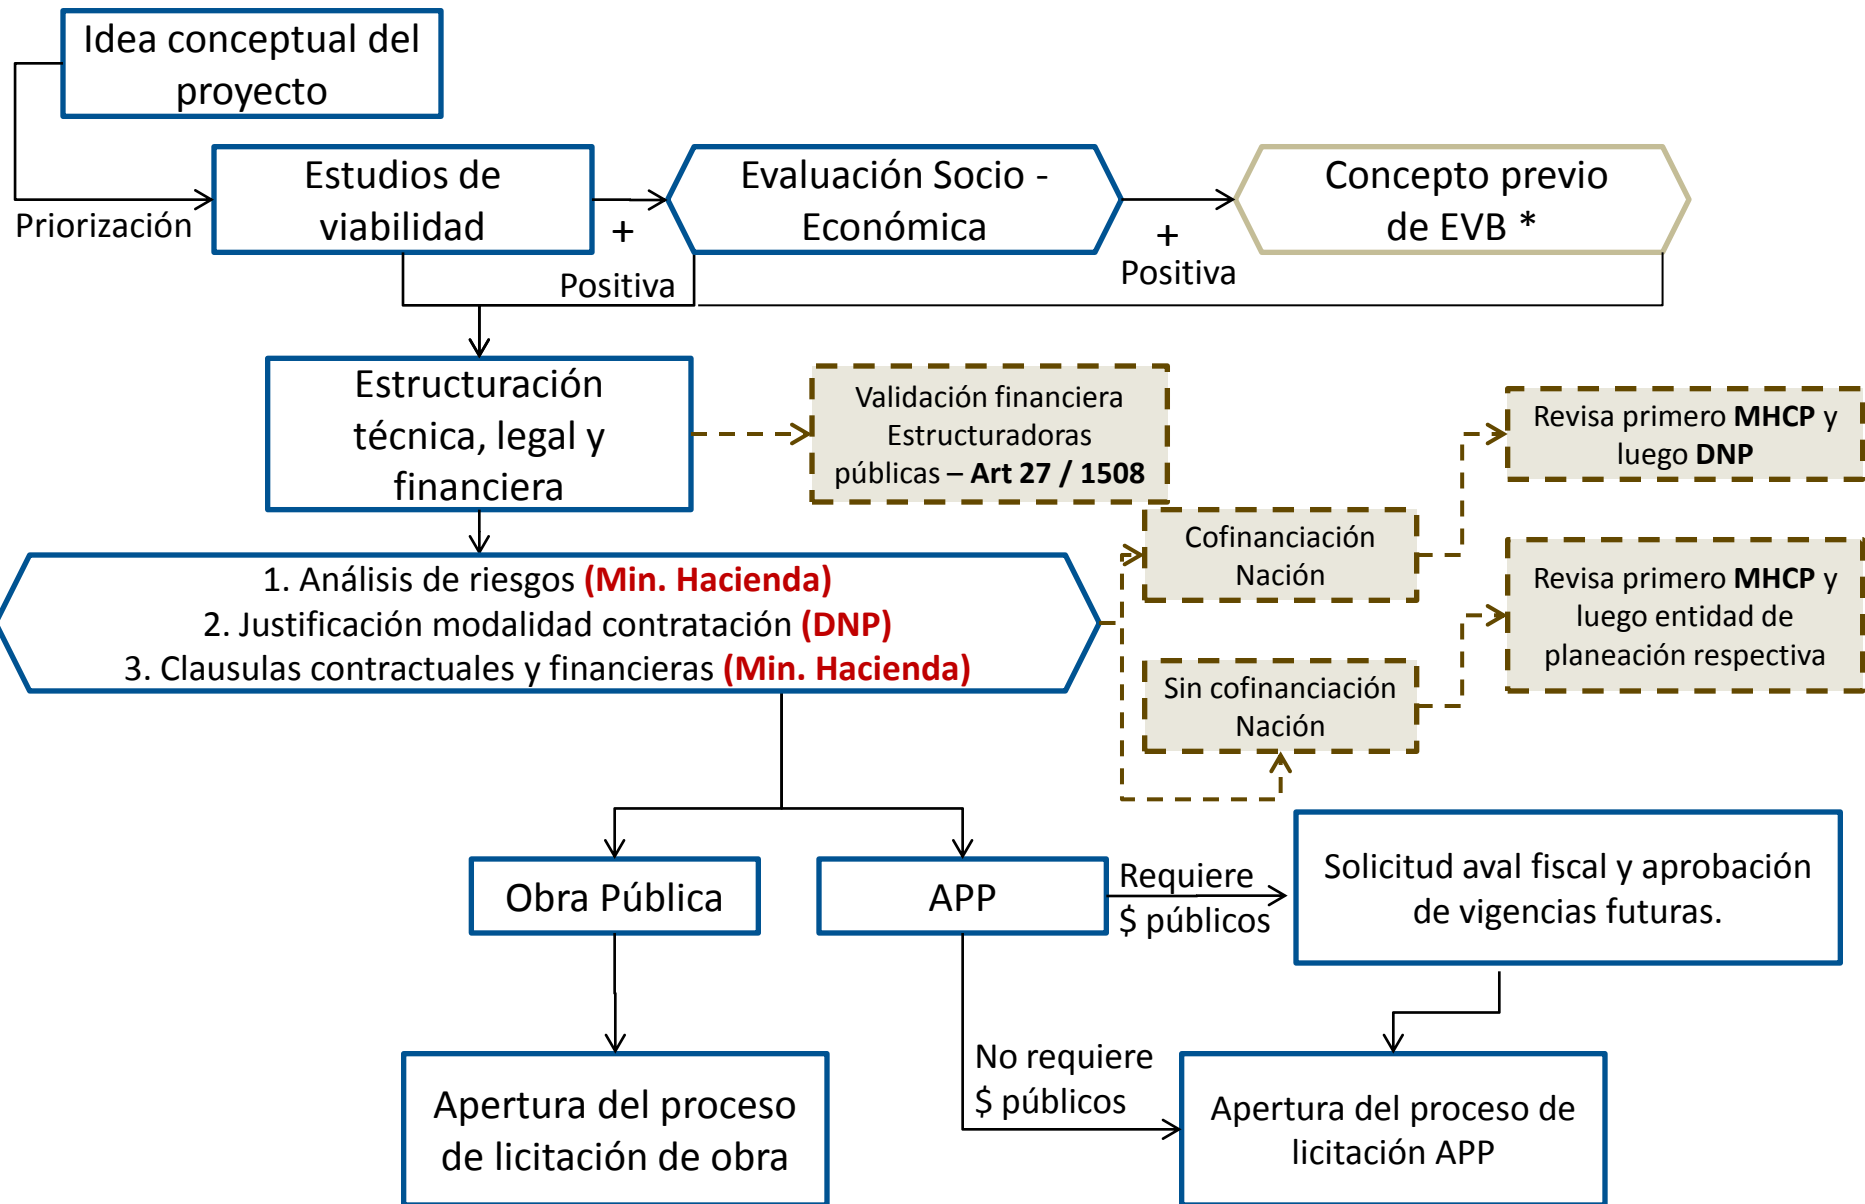 Idea conceptual del
proyecto
Priorización
Estudios de
viabilidad
+
Positiva
Evaluación Socio -
Económica
+
Positiva
Concepto previo
de EVB *
Estructuración
técnica, legal y
financiera
Validación financiera
Estructuradoras
públicas – Art 27 / 1508
Revisa primero MHCP y
luego DNP
Cofinanciación
Nación
Revisa primero MHCP y
luego entidad de
planeación respectiva
Sin cofinanciación
Nación
1. Análisis de riesgos (Min. Hacienda)
2. Justificación modalidad contratación (DNP)
3. Clausulas contractuales y financieras (Min. Hacienda)
Obra Pública
APP
Requiere
$ públicos
Solicitud aval fiscal y aprobación
de vigencias futuras.
No requiere
$ públicos
Apertura del proceso
de licitación de obra
Apertura del proceso de
licitación APP